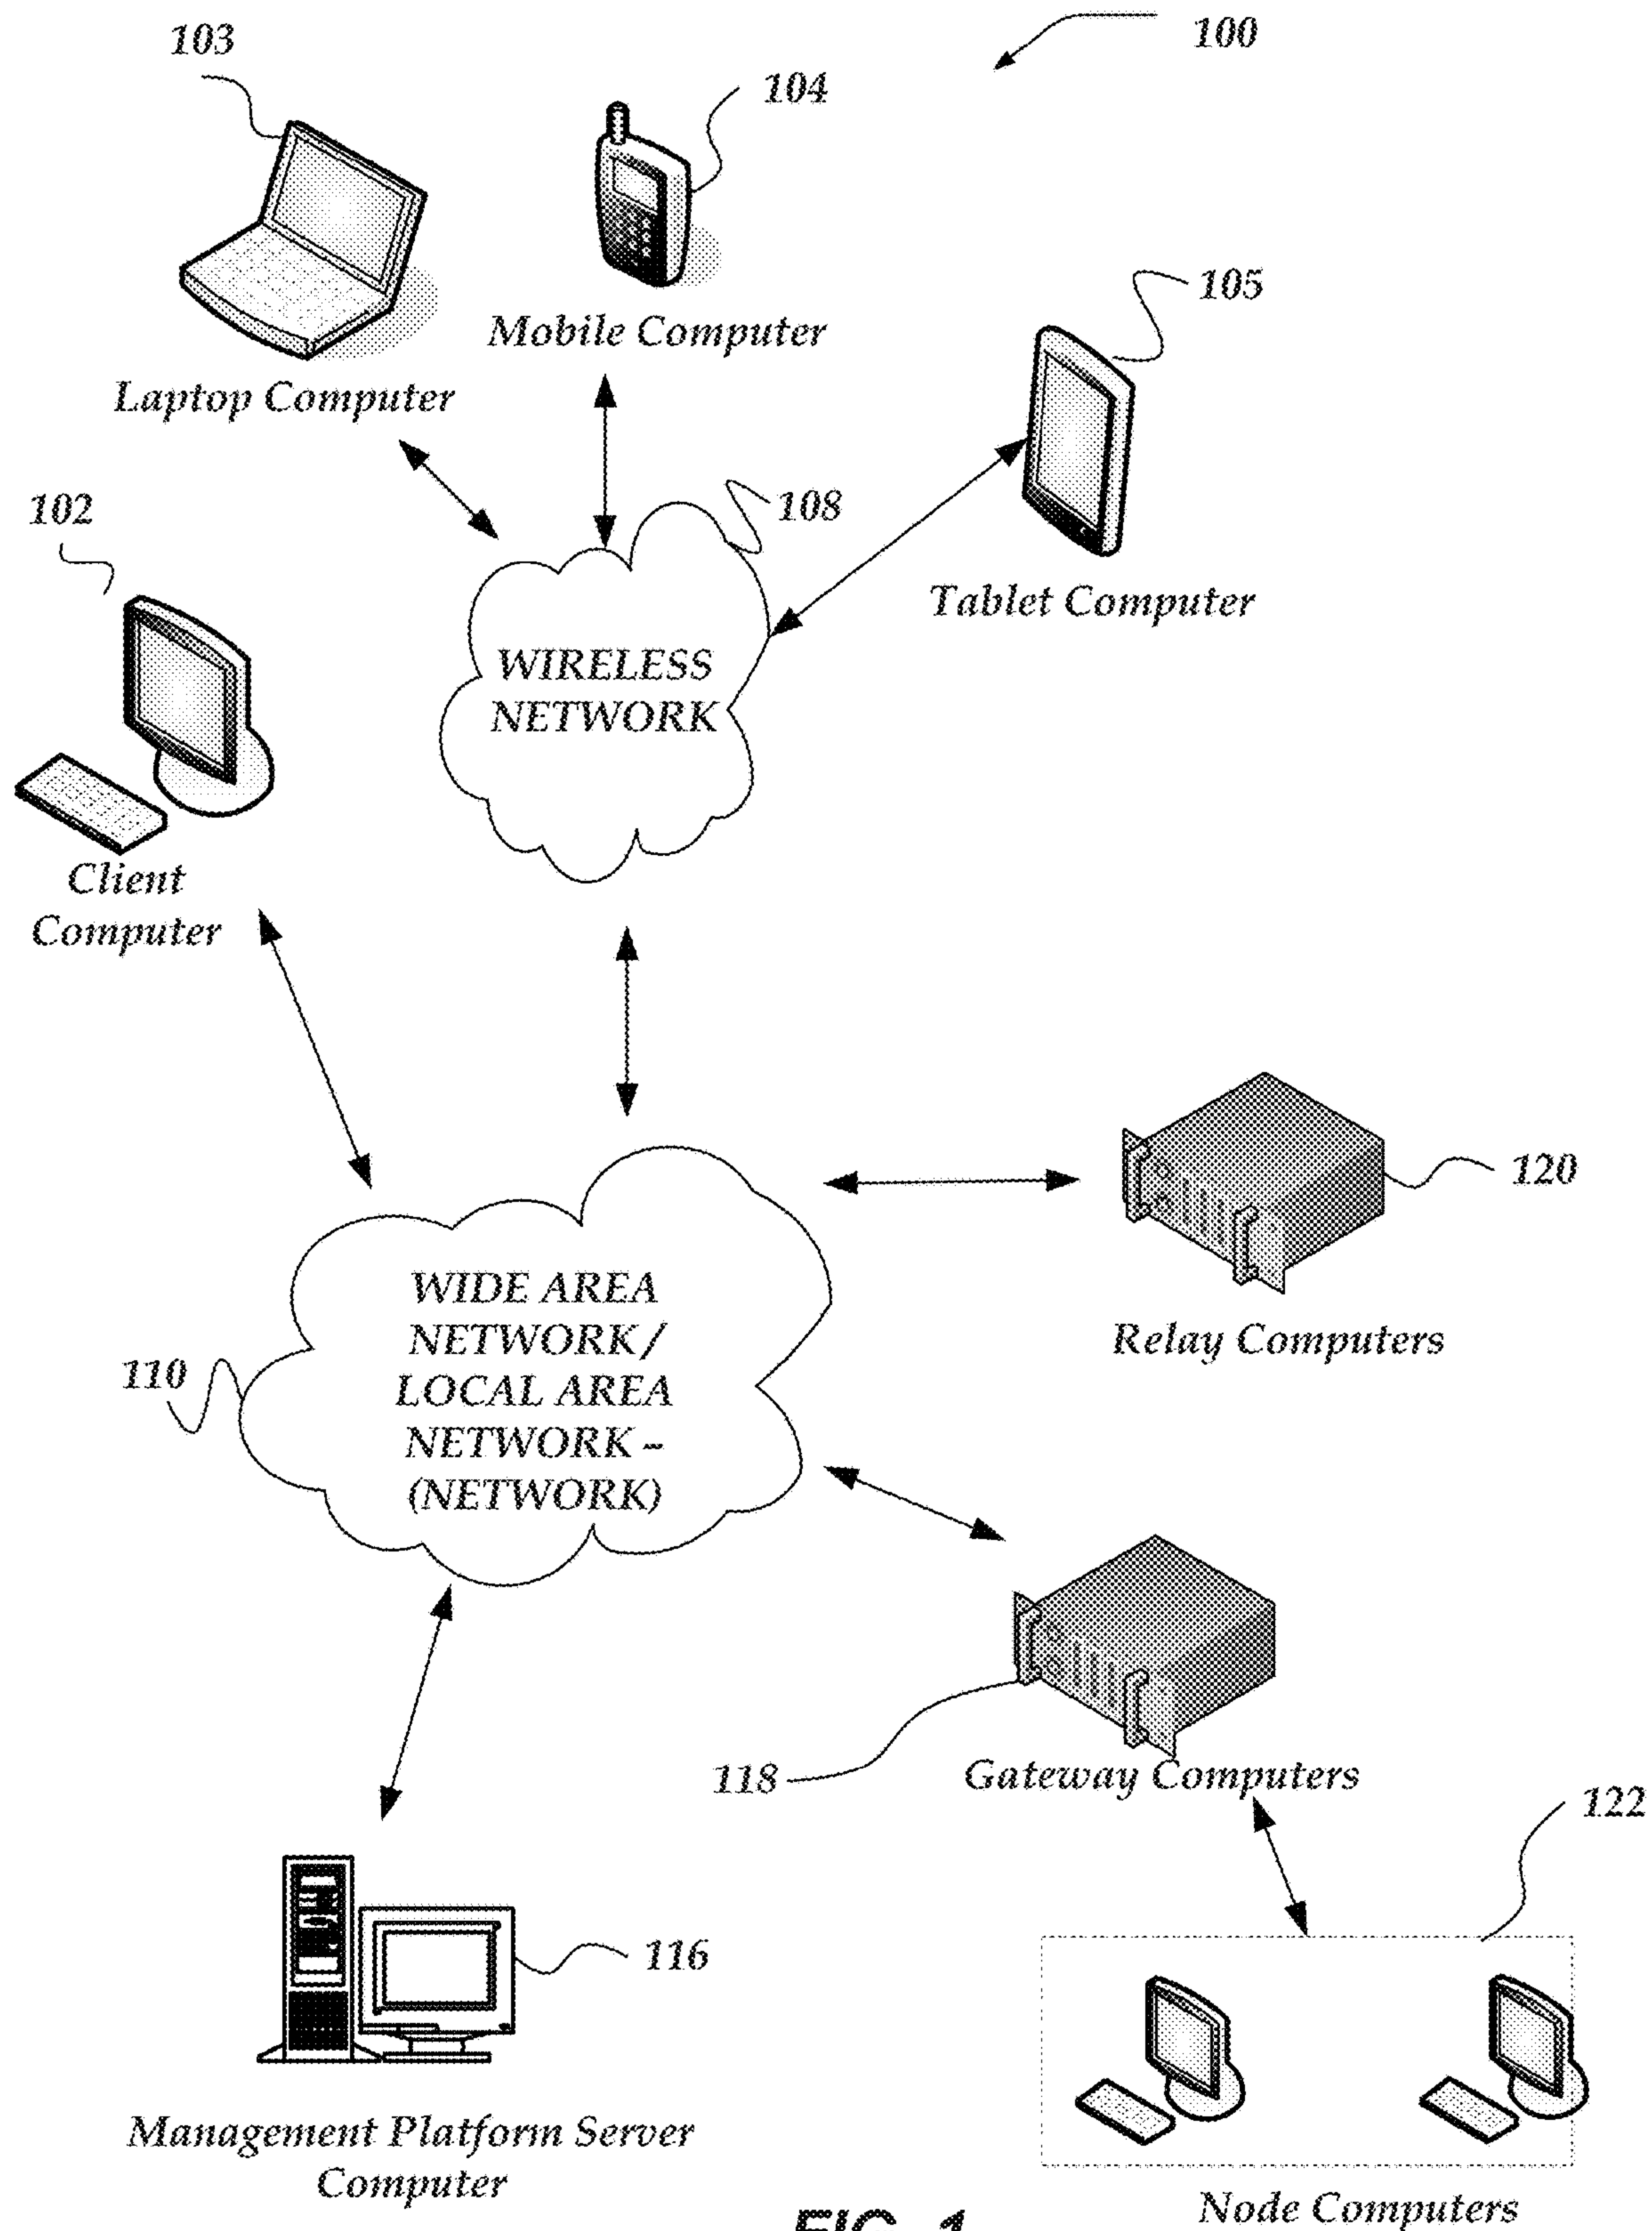 103
100
104
105
Mobile Computer
Laptop Computer
102
108
Tablet Computer
WIRELESS
NETWORK
Client
Computer
120
WIDE AREA
NETWORK /
LOCAL AREA
NETWORK –
(NETWORK)
Relay Computers
110
118
Gateway Computers
122
116
Management Platform Server
Computer
Node Computers
FIG. 1